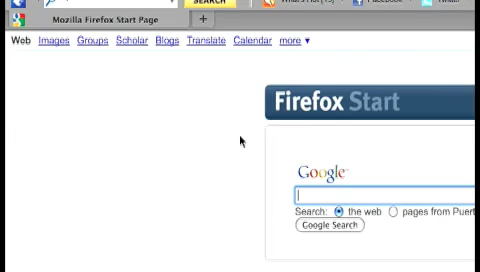 SEARCH
Mozilla Firefox Start Page
Web Images Groups Scholar Blogs Translate Calendar more ▼
Firefox Start
Google
Search: the web pages from Puert
Google Search